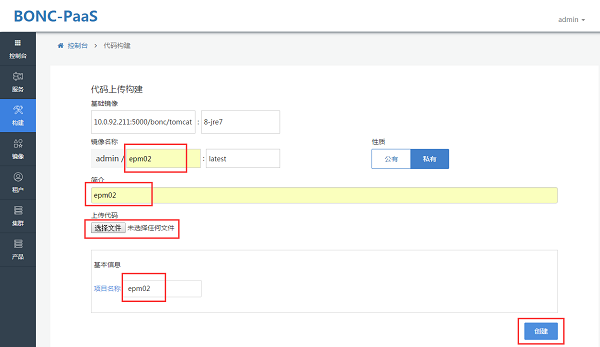 BONC-PaaS
admin
控制台 > 代码构建
控制台
服务
构建
镜像
租户
集群
产品
代码上传构建
基础镜像
10.0.92.211:5000/bonc/tomcat : 8-jre7
镜像名称 性质
admin / epm02 : latest 公有 私有
简介
epm02
上传代码
选择文件 未选择任何文件
基本信息
项目名称: epm02
创建